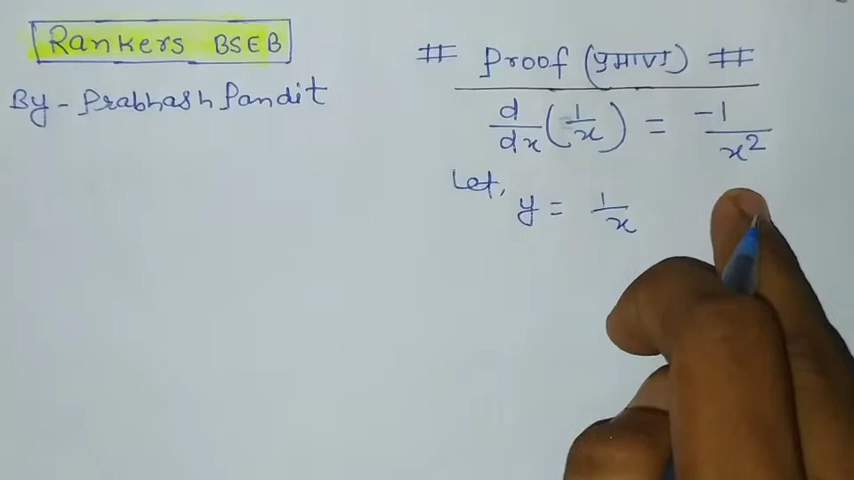 Rankers BSEB
By - Prabhash Pandit
# Proof (प्रमाण) #
d/dx (1/x) = -1/x²
Let, y = 1/x